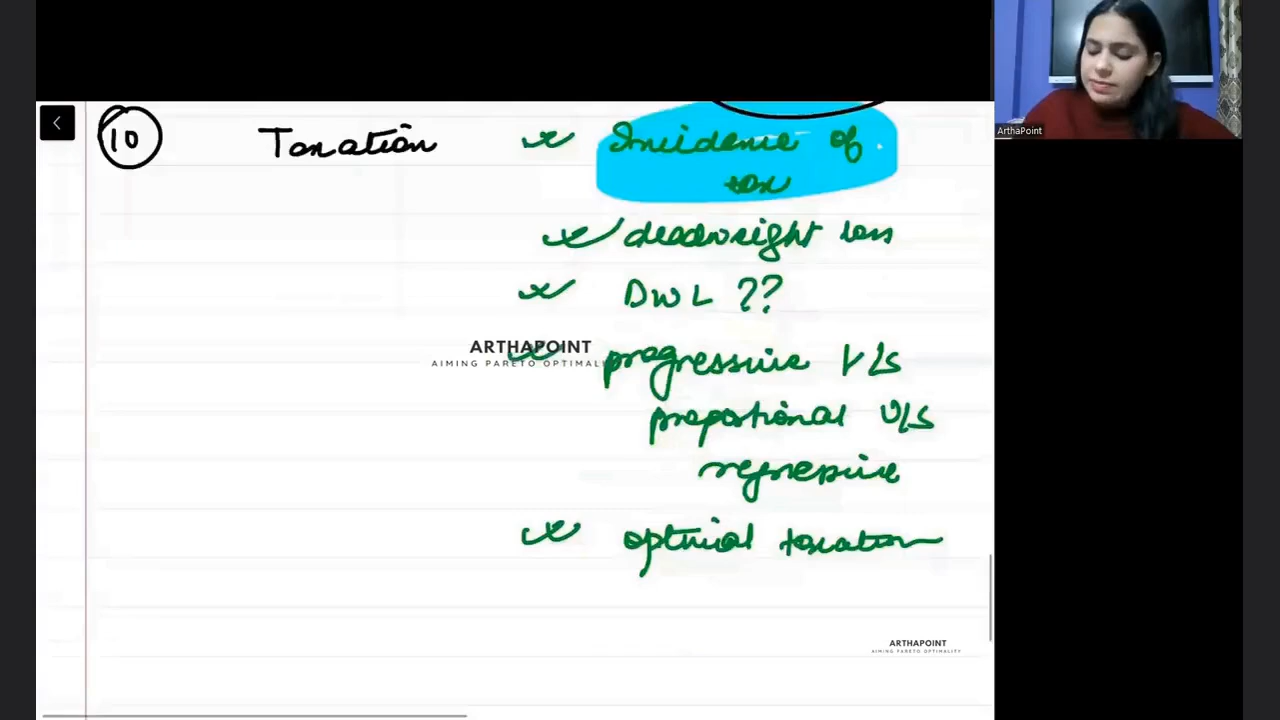 10 Taxation Incidence of
tax
deadweight loss
DWL ??
ARTHAPOINT
AIMING PARETO OPTIMALI
progressive V/S
proportional V/S
regressive
optimal taxation
ARTHAPOINT
AIMING PARETO OPTIMALITY
ArthaPoint